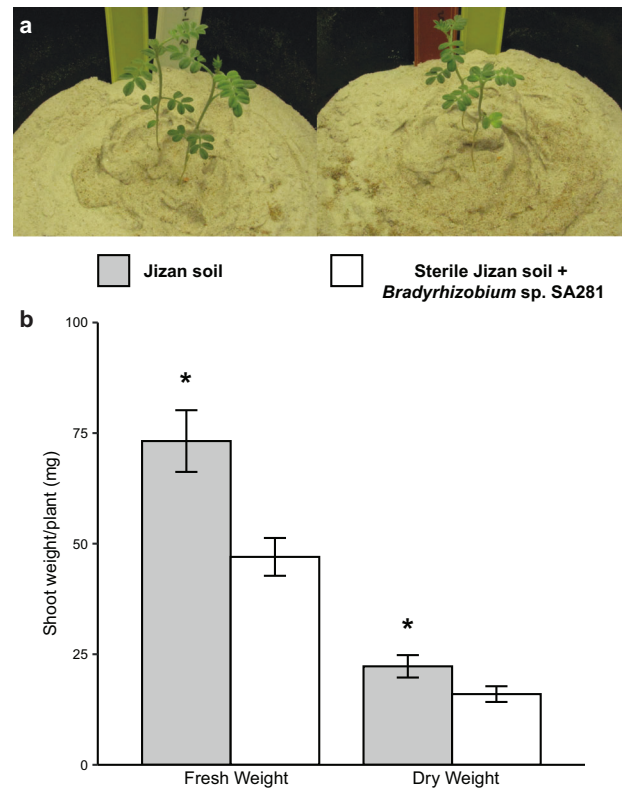 a
Jizan soil
Sterile Jizan soil +
Bradyrhizobium sp. SA281
b
100
75
50
25
0
Shoot weight/plant (mg)
*
*
Fresh Weight
Dry Weight